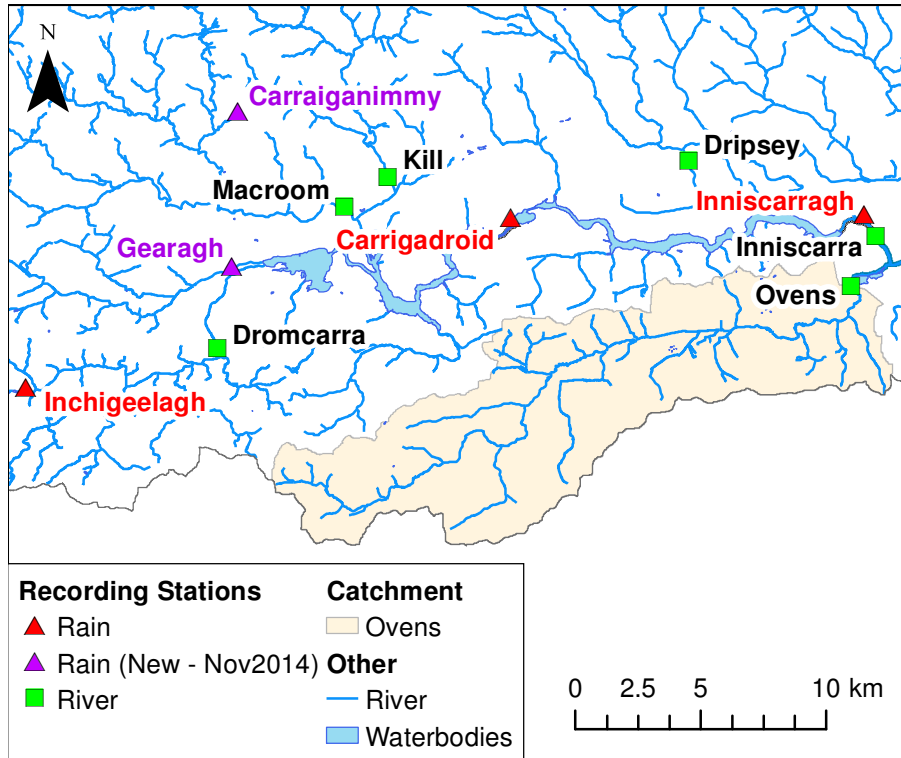 N
Carraiganimmy
Kill
Dripsey
Macroom
Inniscarragh
Gearagh
Carrigadroid
Inniscarra
Ovens
Dromcarra
Inchigeelagh
Recording Stations
Rain
Rain (New - Nov2014)
River
Catchment
Ovens
Other
River
Waterbodies
0 2.5 5 10 km